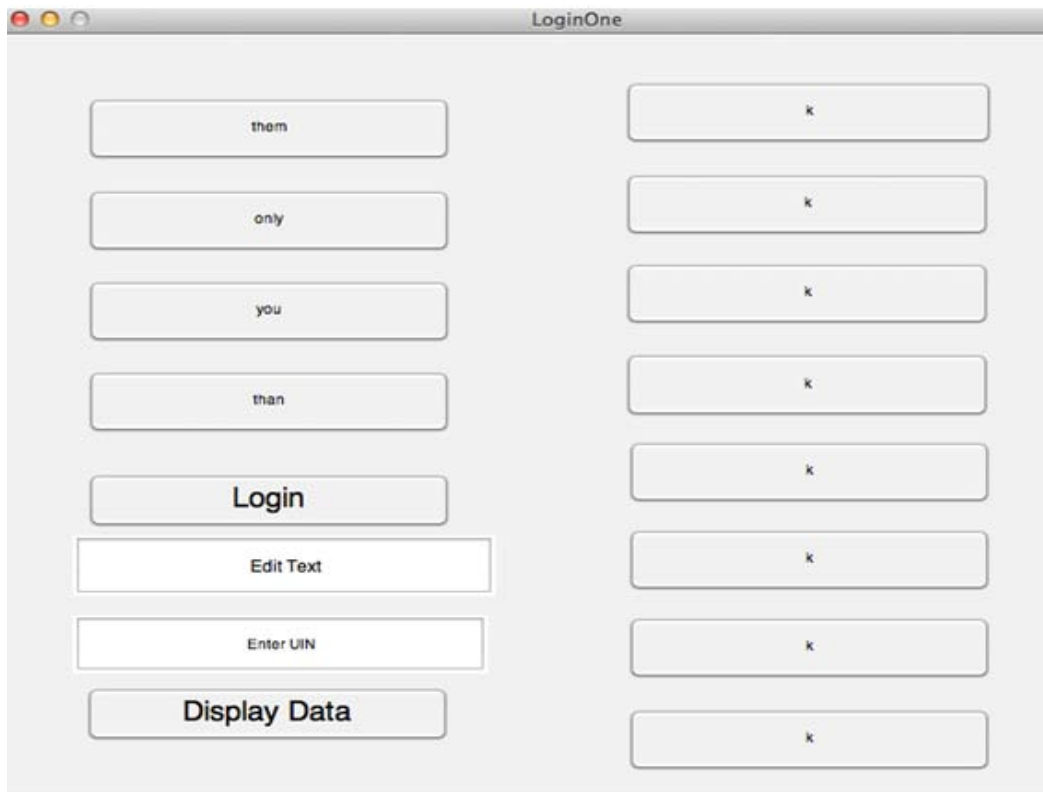 LoginOne
them
only
you
than
Login
Edit Text
Enter UIN
Display Data
k
k
k
k
k
k
k
k